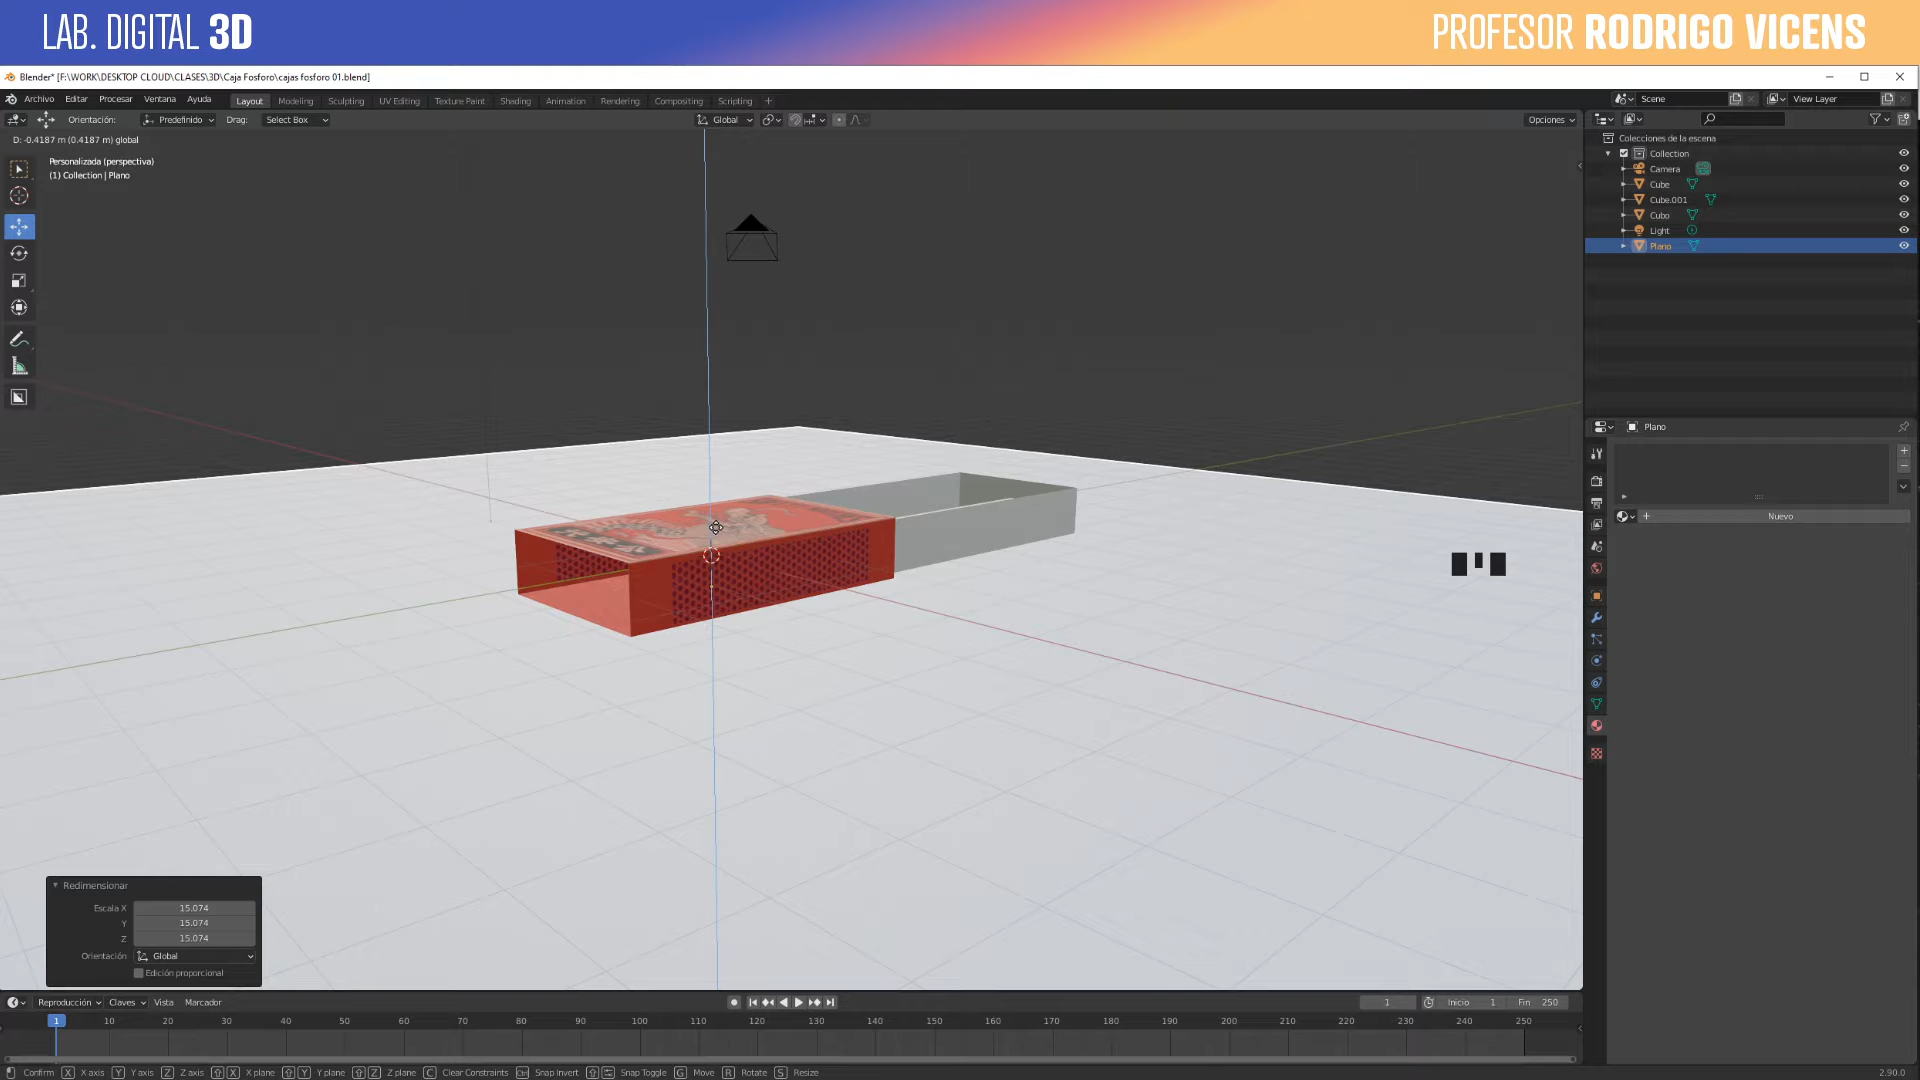 LAB. DIGITAL 3D
PROFESOR RODRIGO VICENS
Blender* [F:\WORK\DESKTOP CLOUD\CLASES\3D\Caja Fosforo\cajas fosforo 01.blend]
Archivo Editar Procesar Ventana Ayuda Layout Modeling Sculpting UV Editing Texture Paint Shading Animation Rendering Compositing Scripting + Scene View Layer
Orientación: Predefinido Drag: Select Box Global Opciones
D: -0.4187 m (0.4187 m) global
Personalizada (perspectiva)
(1) Collection | Plano
Colecciones de la escena
Collection
Camera
Cube
Cube.001
Cubo
Light
Plano
Plano
Nuevo
Redimensionar
Escala X 15.074
Y 15.074
Z 15.074
Orientación Global
Edición proporcional
Reproducción Claves Vista Marcador 1 Inicio 1 Fin 250
1 10 20 30 40 50 60 70 80 90 100 110 120 130 140 150 160 170 180 190 200 210 220 230 240 250
Confirm X X axis Y Y axis Z Z axis X X plane Y Y plane Z Z plane C Clear Constraints Ctrl Snap Invert Snap Toggle G Move R Rotate S Resize 2.90.0